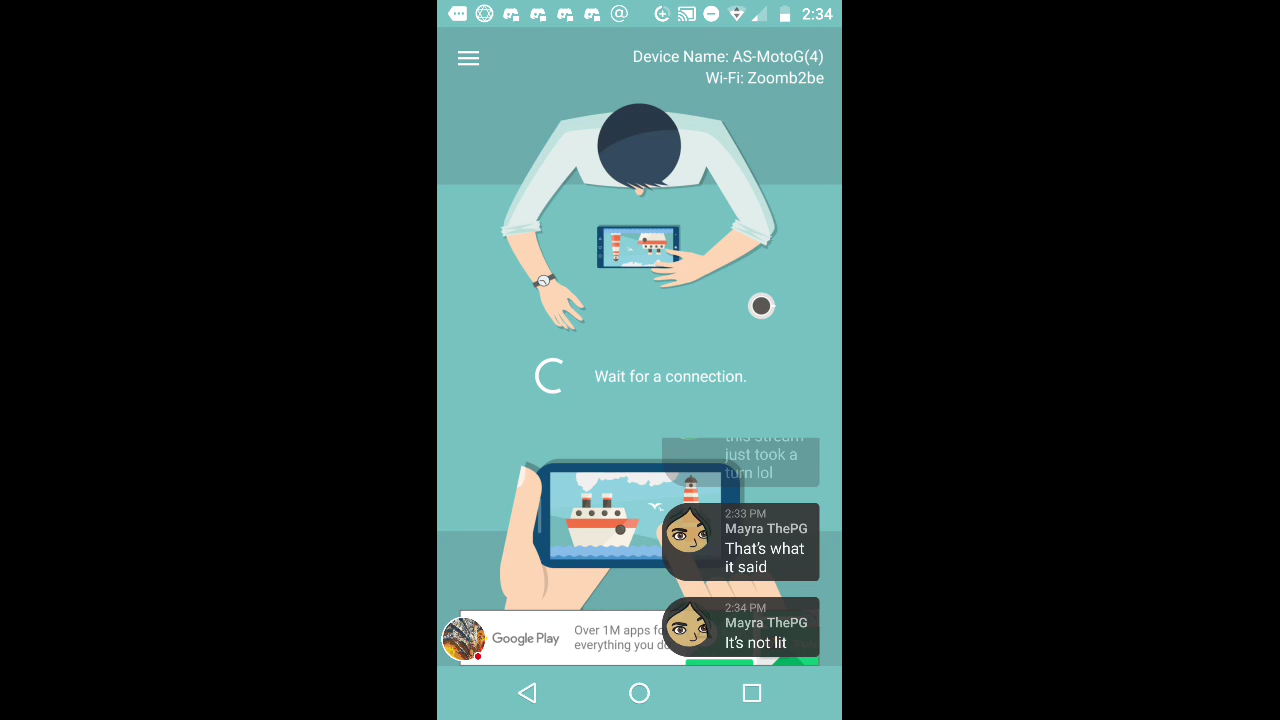 2:34
Device Name: AS-MotoG(4)
Wi-Fi: Zoomb2be
Wait for a connection.
this stream
just took a
turn lol
2:33 PM
Mayra ThePG
That's what
it said
2:34 PM
Mayra ThePG
It's not lit
Google Play
Over 1M apps
everything you